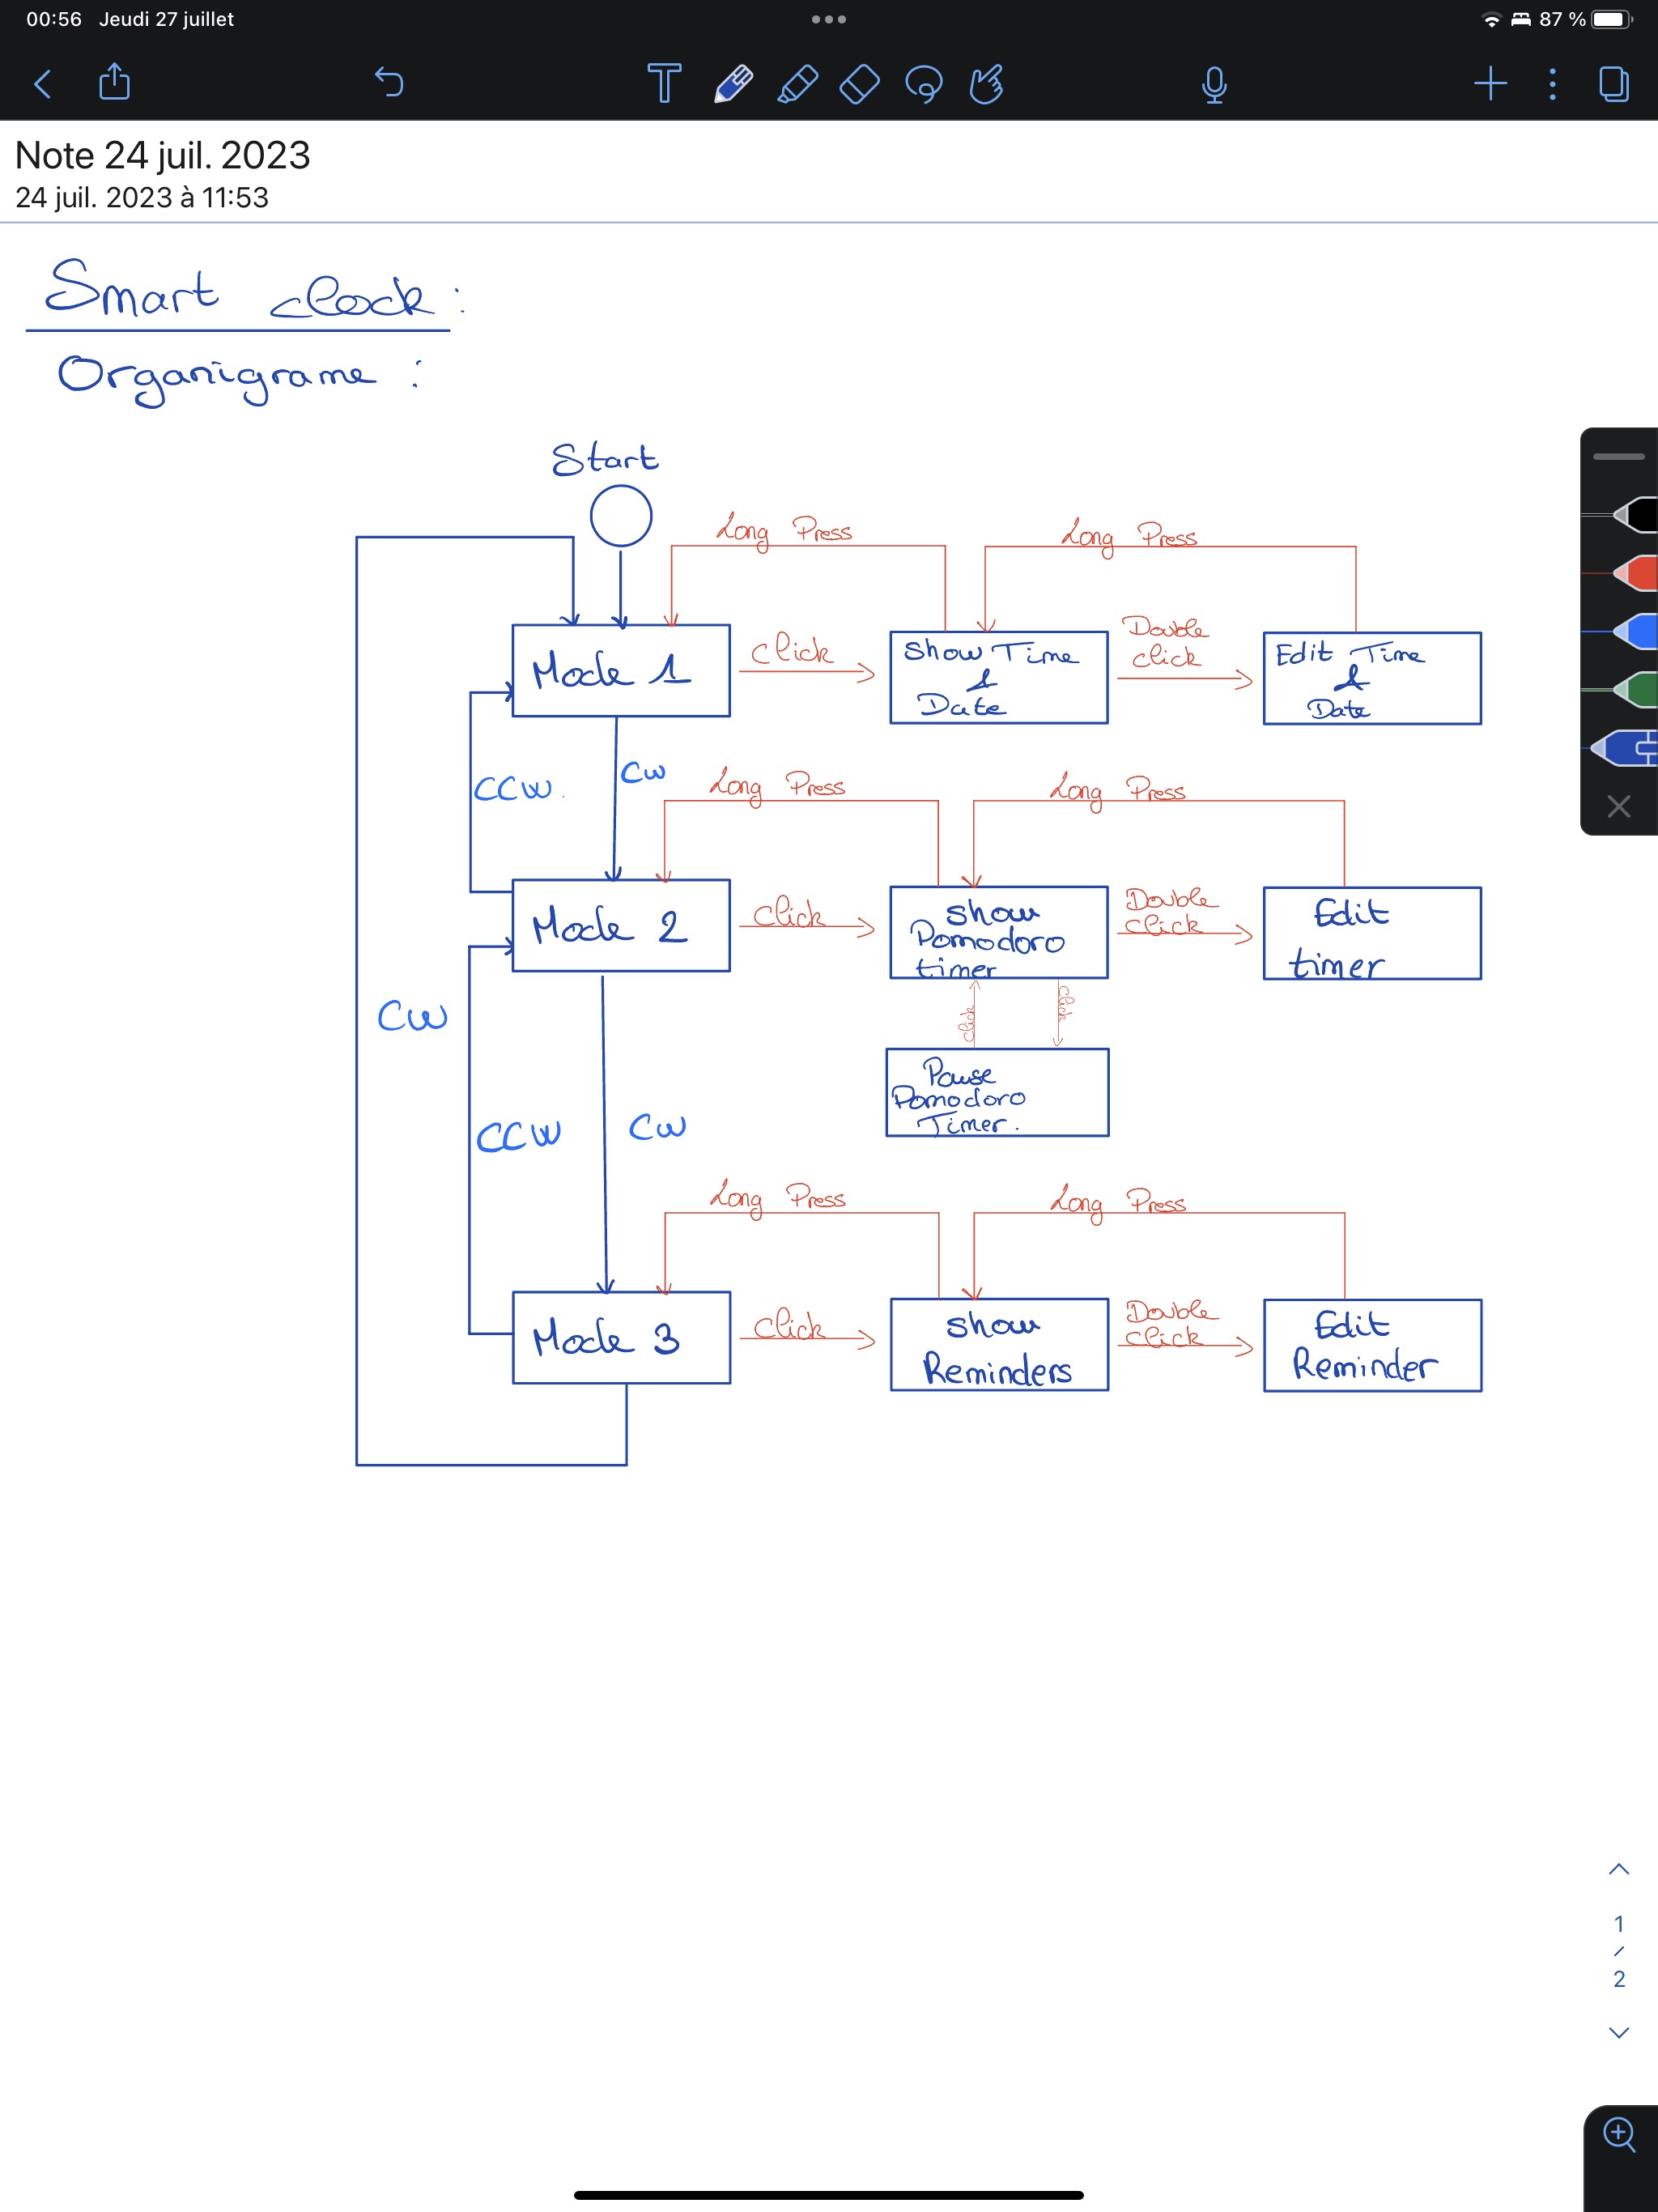 00:56 Jeudi 27 juillet
87 %
Note 24 juil. 2023
24 juil. 2023 à 11:53
Smart clock :
Organigrame :
Start
Long Press
Long Press
Mode 1
click
Show Time
&
Date
Double
click
Edit Time
&
Date
CCW.
CW
Long Press
Long Press
Mode 2
click
show
Pomodoro
timer
Double
click
Edit
timer
CW
click
click
Pause
Pomodoro
Timer.
CCW
CW
Long Press
Long Press
Mode 3
click
show
Reminders
Double
click
Edit
Reminder
1
/
2